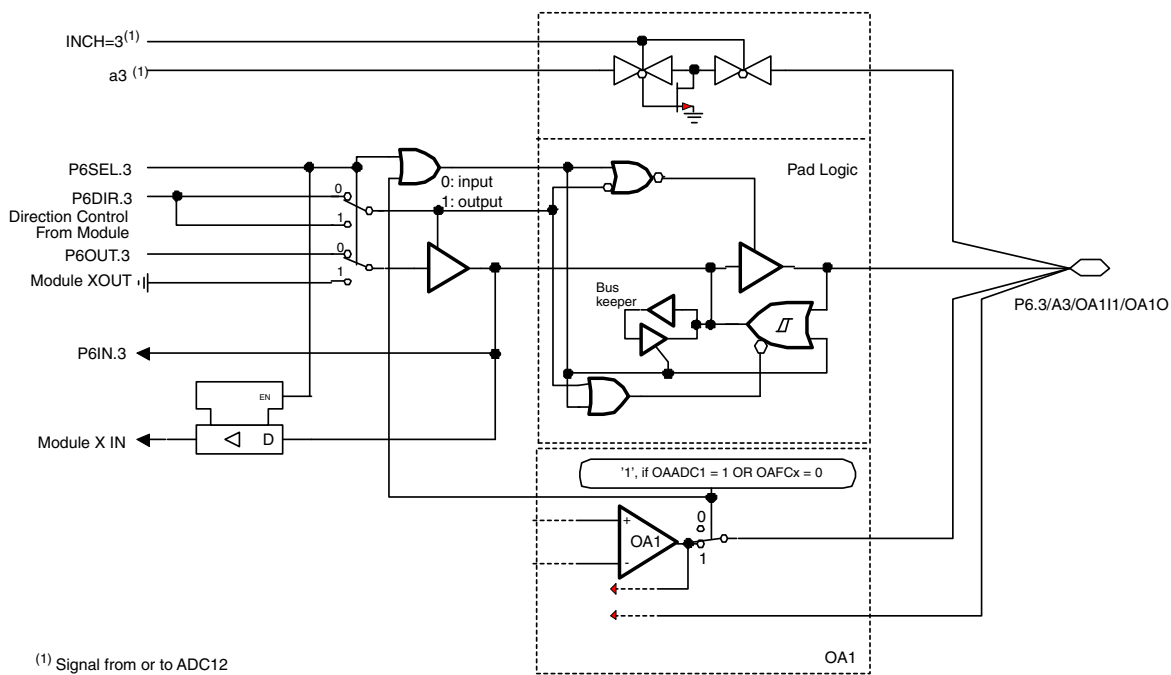 INCH=3(1)
a3 (1)
P6SEL.3
P6DIR.3
Direction Control
From Module
P6OUT.3
Module XOUT
P6IN.3
Module X IN
0
1
0
1
0: input
1: output
EN
D
Pad Logic
Bus
keeper
P6.3/A3/OA1I1/OA1O
'1', if OAADC1 = 1 OR OAFCx = 0
+
OA1
-
0
1
OA1
(1) Signal from or to ADC12